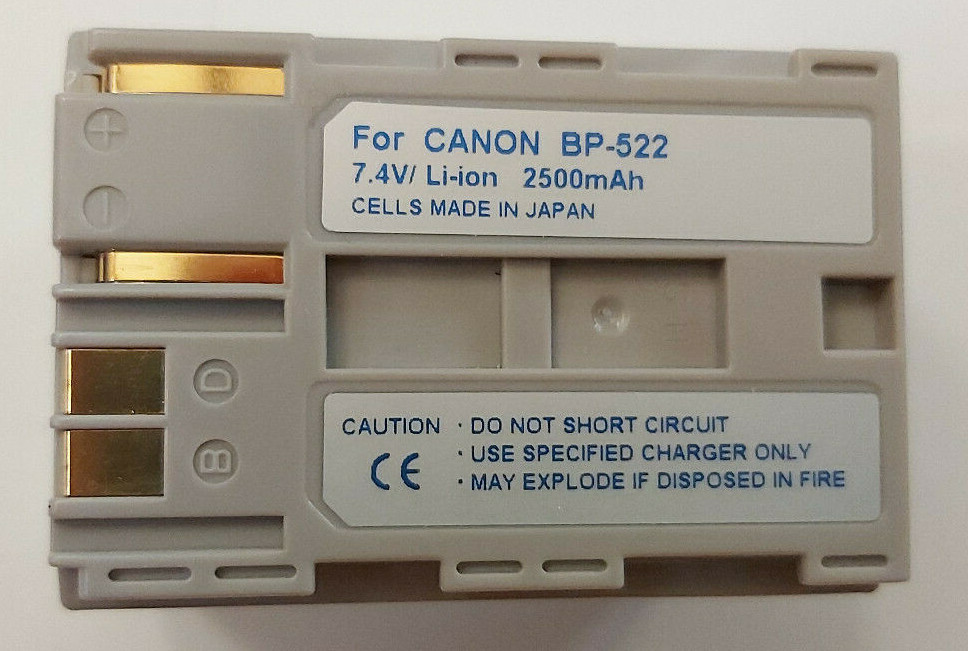 +
−
For CANON BP-522
7.4V/ Li-ion 2500mAh
CELLS MADE IN JAPAN
D
B
CAUTION · DO NOT SHORT CIRCUIT
CE · USE SPECIFIED CHARGER ONLY
· MAY EXPLODE IF DISPOSED IN FIRE